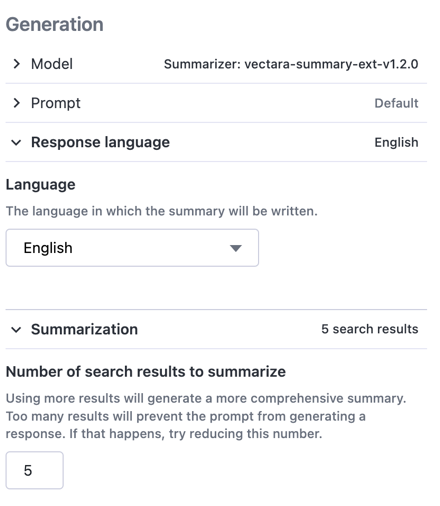 Generation
Model Summarizer: vectara-summary-ext-v1.2.0
Prompt Default
Response language English
Language
The language in which the summary will be written.
English
Summarization 5 search results
Number of search results to summarize
Using more results will generate a more comprehensive summary.
Too many results will prevent the prompt from generating a
response. If that happens, try reducing this number.
5